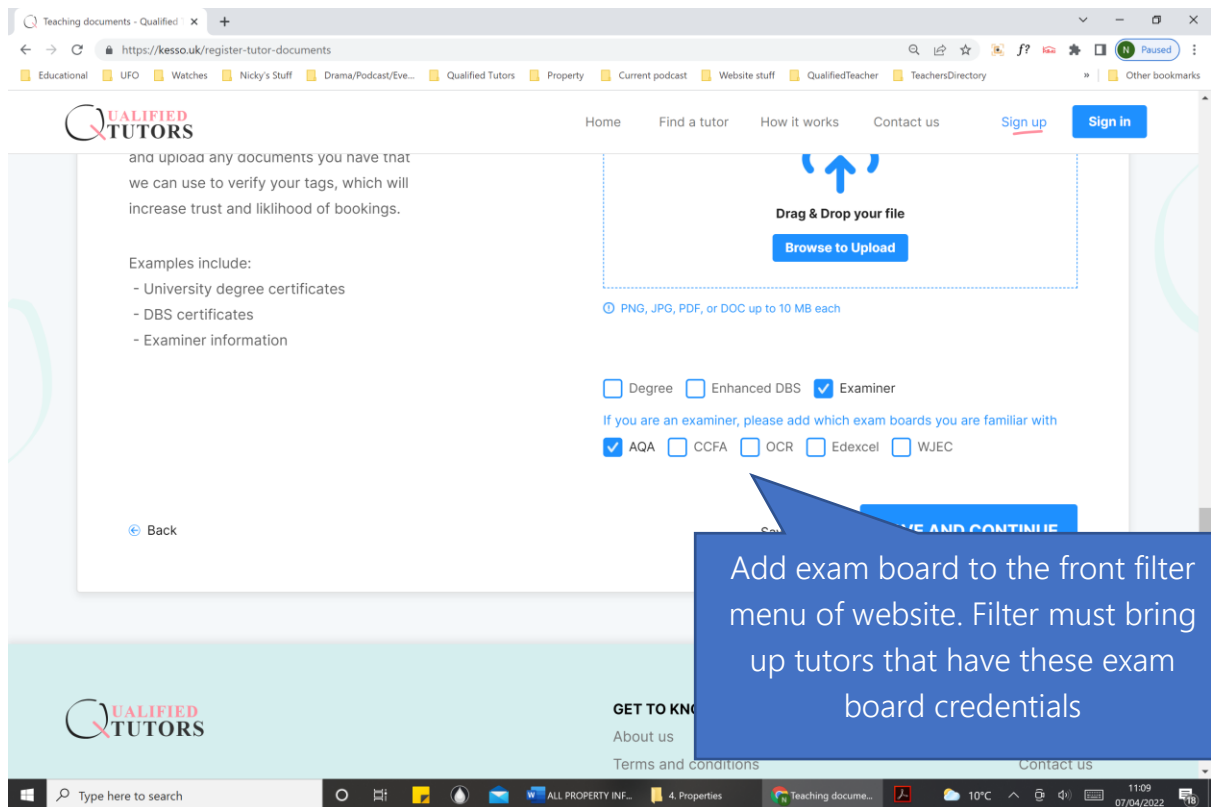 Teaching documents - Qualified
https://kesso.uk/register-tutor-documents
f?
N Paused
Educational UFO Watches Nicky's Stuff Drama/Podcast/Eve... Qualified Tutors Property Current podcast Website stuff QualifiedTeacher TeachersDirectory » Other bookmarks
QUALIFIED
TUTORS
Home Find a tutor How it works Contact us Sign up Sign in
and upload any documents you have that
we can use to verify your tags, which will
increase trust and liklihood of bookings.
Examples include:
- University degree certificates
- DBS certificates
- Examiner information
Drag & Drop your file
Browse to Upload
PNG, JPG, PDF, or DOC up to 10 MB each
Degree Enhanced DBS Examiner
If you are an examiner, please add which exam boards you are familiar with
AQA CCFA OCR Edexcel WJEC
Back
AND CONTINUE
Add exam board to the front filter
menu of website. Filter must bring
up tutors that have these exam
board credentials
QUALIFIED
TUTORS
GET TO KN
About us
Terms and conditions
Contact us
Type here to search
ALL PROPERTY INF... 4. Properties Teaching docume... 10°C 11:09
07/04/2022
18